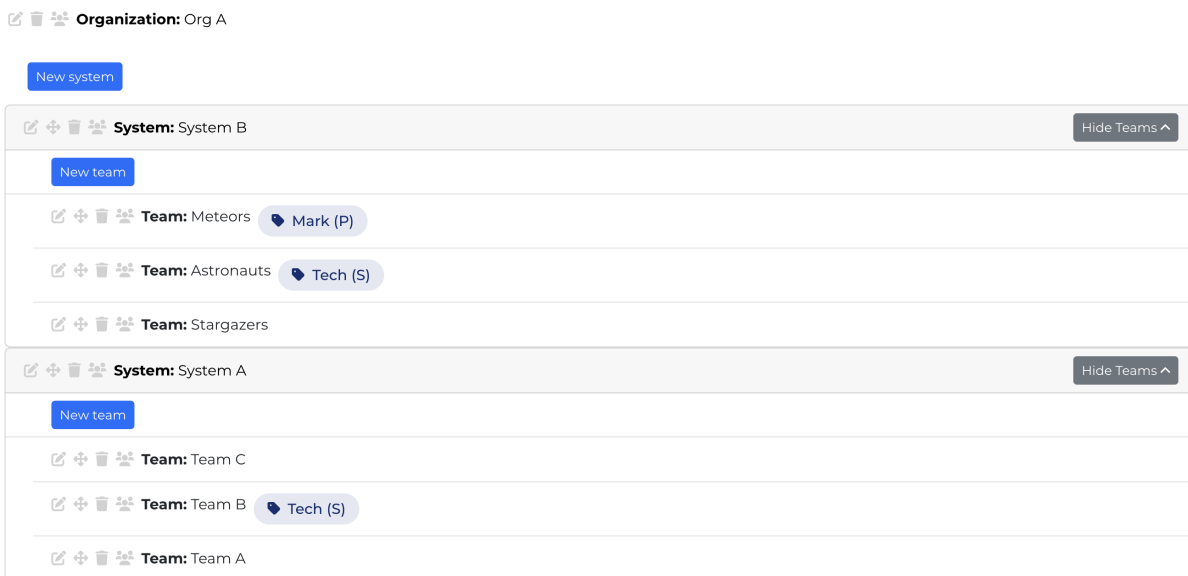 Organization: Org A
New system
System: System B Hide Teams
New team
Team: Meteors Mark (P)
Team: Astronauts Tech (S)
Team: Stargazers
System: System A Hide Teams
New team
Team: Team C
Team: Team B Tech (S)
Team: Team A